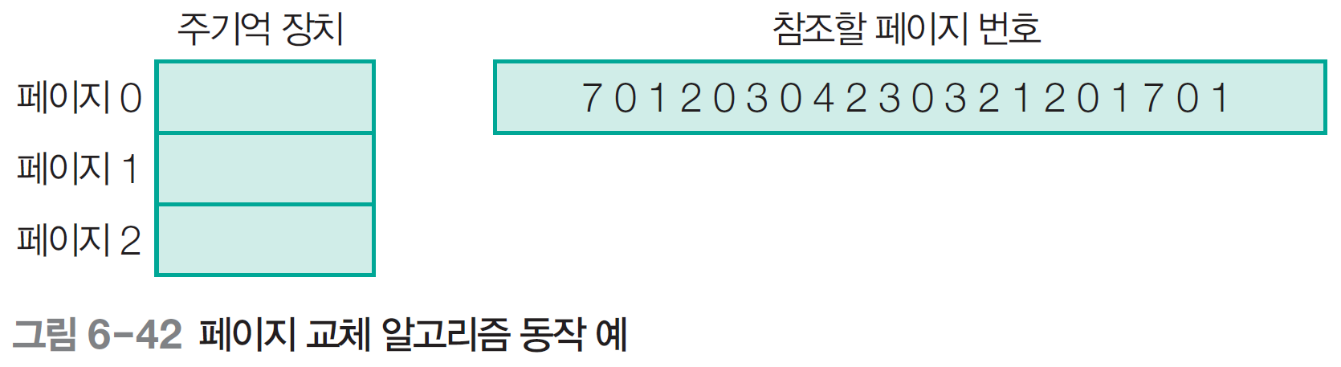 주기억 장치
참조할 페이지 번호
페이지 0
7 0 1 2 0 3 0 4 2 3 0 3 2 1 2 0 1 7 0 1
페이지 1
페이지 2
그림 6-42 페이지 교체 알고리즘 동작 예